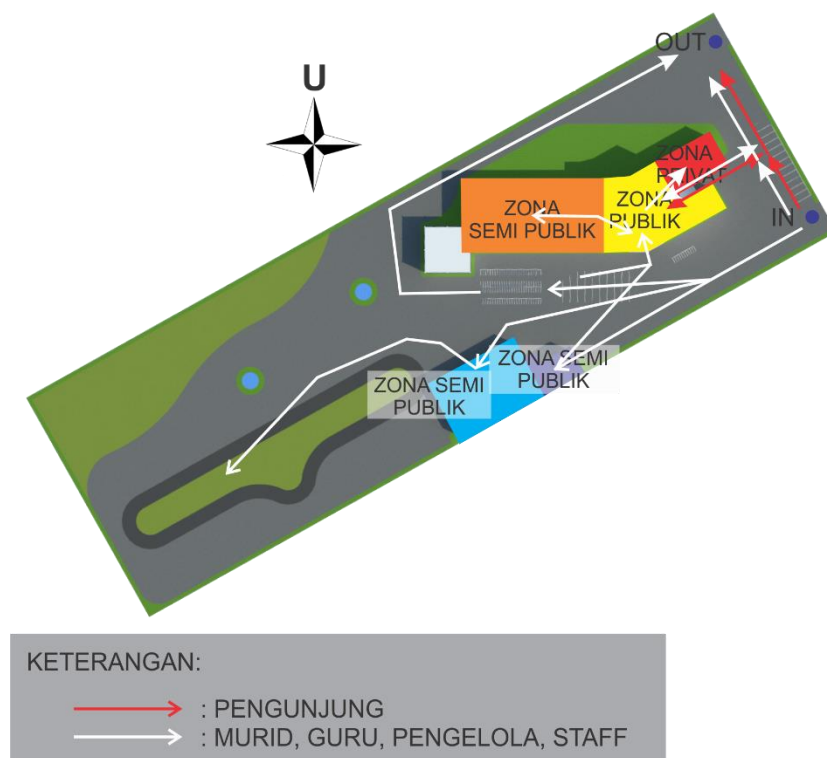 OUT
U
ZONA
PRIVAT
ZONA
PUBLIK
ZONA
SEMI PUBLIK
IN
ZONA SEMI
PUBLIK
ZONA SEMI
PUBLIK
KETERANGAN:
: PENGUNJUNG
: MURID, GURU, PENGELOLA, STAFF